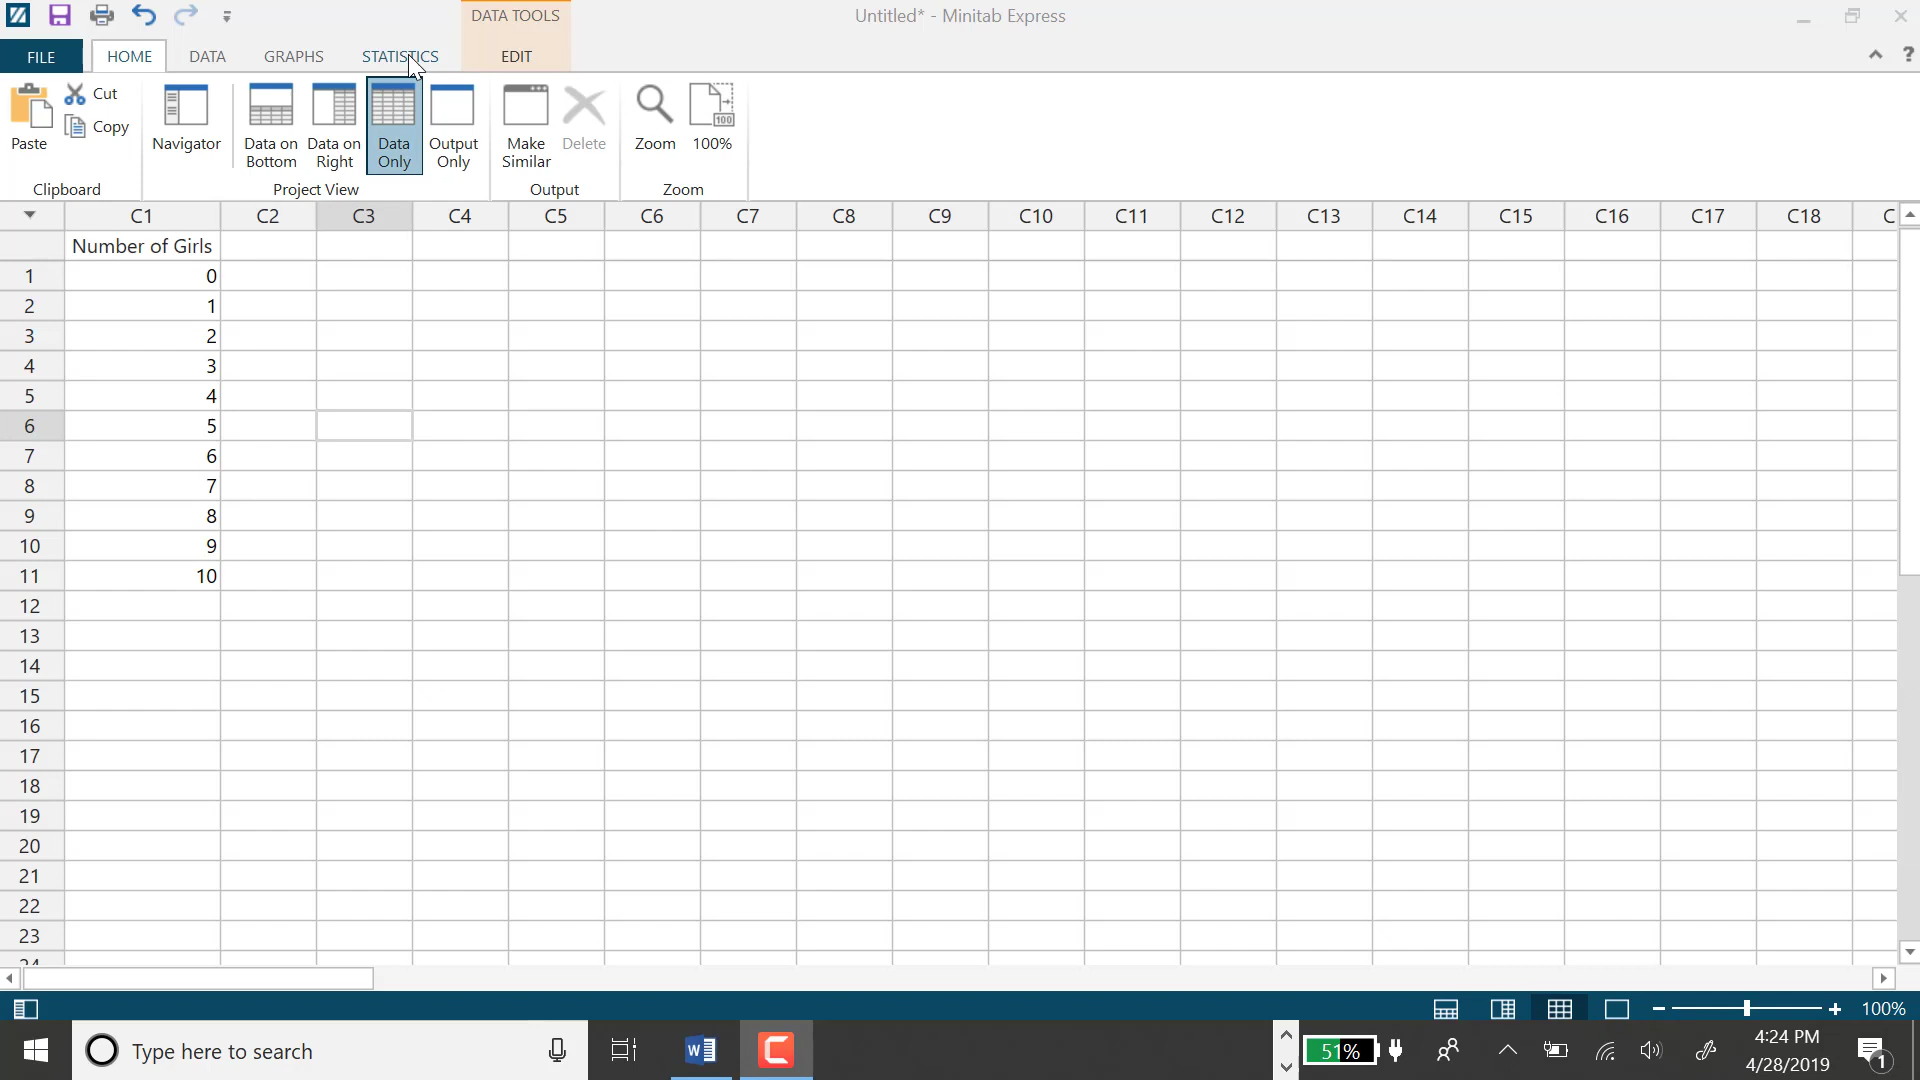 DATA TOOLS
Untitled* - Minitab Express
FILE HOME DATA GRAPHS STATISTICS EDIT ?
Paste Cut Copy Navigator
Data on Bottom
Data on Right
Data Only
Output Only
Make Similar
Delete Zoom 100 100%
Clipboard Project View Output Zoom
C1 C2 C3 C4 C5 C6 C7 C8 C9 C10 C11 C12 C13 C14 C15 C16 C17 C18 C
Number of Girls
1 0
2 1
3 2
4 3
5 4
6 5
7 6
8 7
9 8
10 9
11 10
12
13
14
15
16
17
18
19
20
21
22
23
24
100%
Type here to search W C 51% 4:24 PM
4/28/2019 1